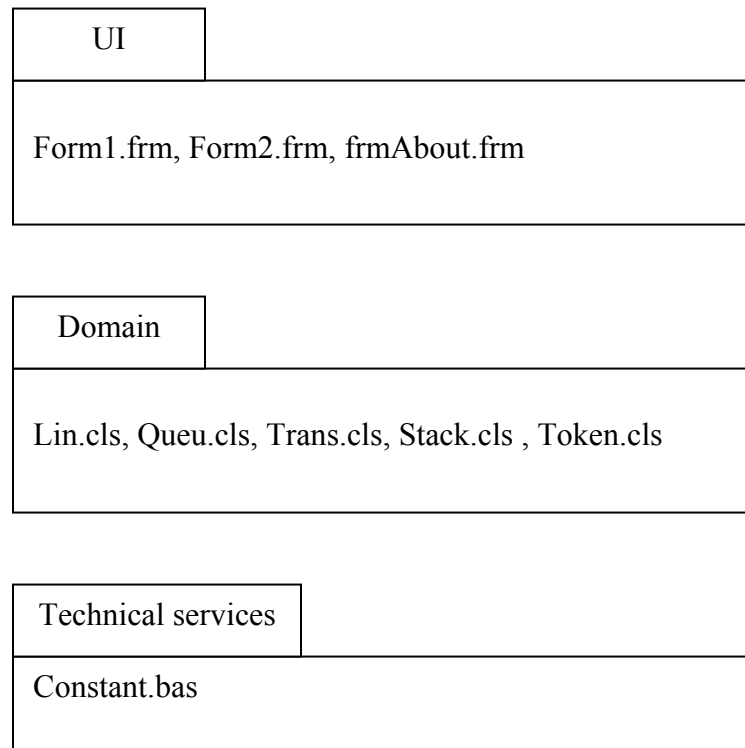 UI
Form1.frm, Form2.frm, frmAbout.frm
Domain
Lin.cls, Queu.cls, Trans.cls, Stack.cls , Token.cls
Technical services
Constant.bas